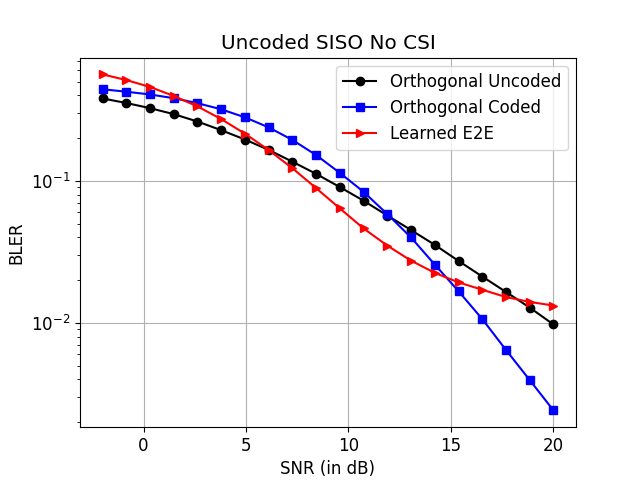 Uncoded SISO No CSI
Orthogonal Uncoded
Orthogonal Coded
Learned E2E
BLER
10⁻¹
10⁻²
0 5 10 15 20
SNR (in dB)